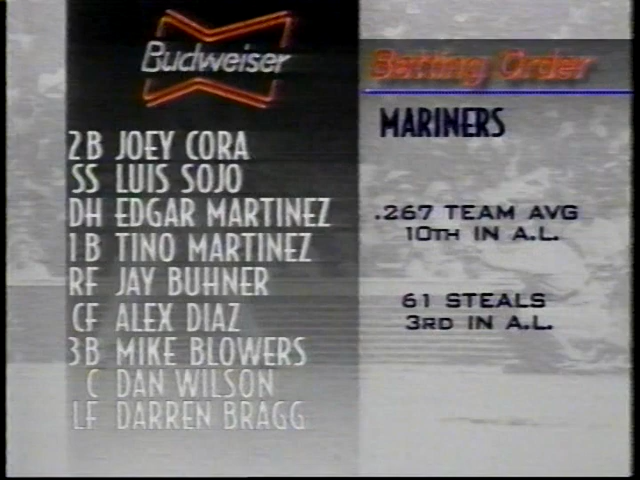 Budweiser
Batting Order
MARINERS
2B JOEY CORA
SS LUIS SOJO
DH EDGAR MARTINEZ
1B TINO MARTINEZ
RF JAY BUHNER
CF ALEX DIAZ
3B MIKE BLOWERS
C DAN WILSON
LF DARREN BRAGG
.267 TEAM AVG
10TH IN A.L.
61 STEALS
3RD IN A.L.